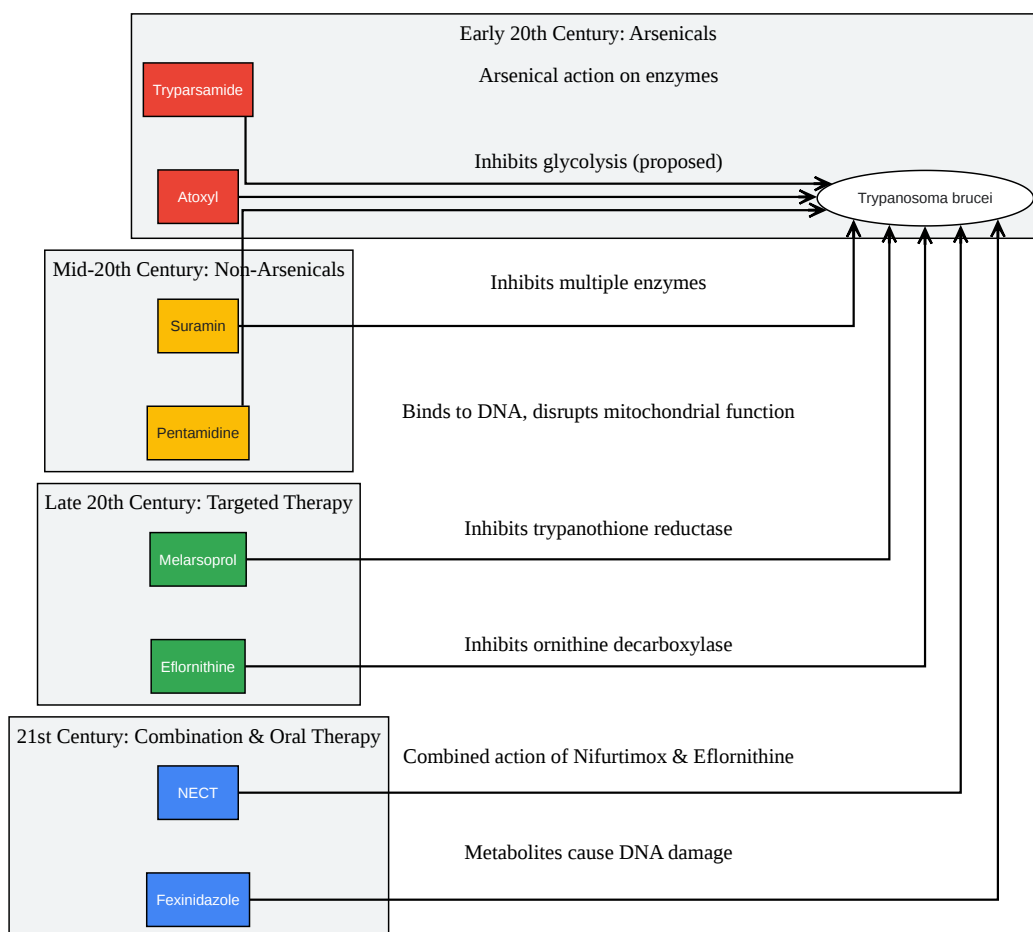 Early 20th Century: Arsenicals
Arsenical action on enzymes
Tryparsamide
Inhibits glycolysis (proposed)
Atoxyl
Trypanosoma brucei
Mid-20th Century: Non-Arsenicals
Inhibits multiple enzymes
Suramin
Binds to DNA, disrupts mitochondrial function
Pentamidine
Late 20th Century: Targeted Therapy
Inhibits trypanothione reductase
Melarsoprol
Inhibits ornithine decarboxylase
Eflornithine
21st Century: Combination & Oral Therapy
Combined action of Nifurtimox & Eflornithine
NECT
Metabolites cause DNA damage
Fexinidazole